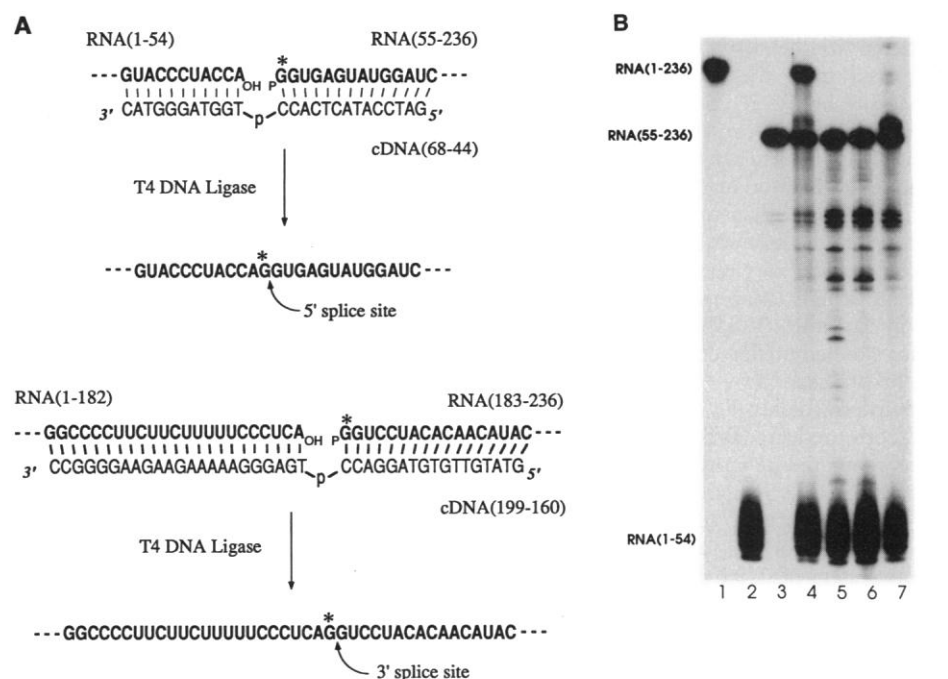 A
RNA(1-54) RNA(55-236)
*
---GUACCCUACCA OH P GGUGAGUAUGGAUC---
3' CATGGGATGGT p CCACTCATACCTAG 5'
cDNA(68-44)
T4 DNA Ligase
*
---GUACCCUACCAGGUGAGUAUGGAUC---
5' splice site
RNA(1-182) RNA(183-236)
*
---GGCCCCUUCUUCUUUUUCCCUCA OH P GGUCCUACACAACAUAC---
3' CCGGGGAAGAAGAAAAAGGGAGT p CCAGGATGTGTTGTATG 5'
cDNA(199-160)
T4 DNA Ligase
*
---GGCCCCUUCUUCUUUUUCCCUCAGGUCCUACACAACAUAC---
3' splice site
B
RNA(1-236)
RNA(55-236)
RNA(1-54)
1 2 3 4 5 6 7